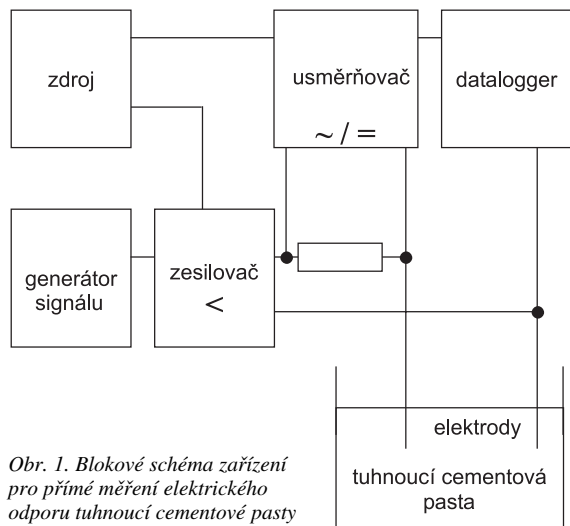 zdroj
usměrňovač
~ / =
datalogger
generátor
signálu
zesilovač
<
elektrody
tuhnoucí cementová
pasta
Obr. 1. Blokové schéma zařízení
pro přímé měření elektrického
odporu tuhnoucí cementové pasty